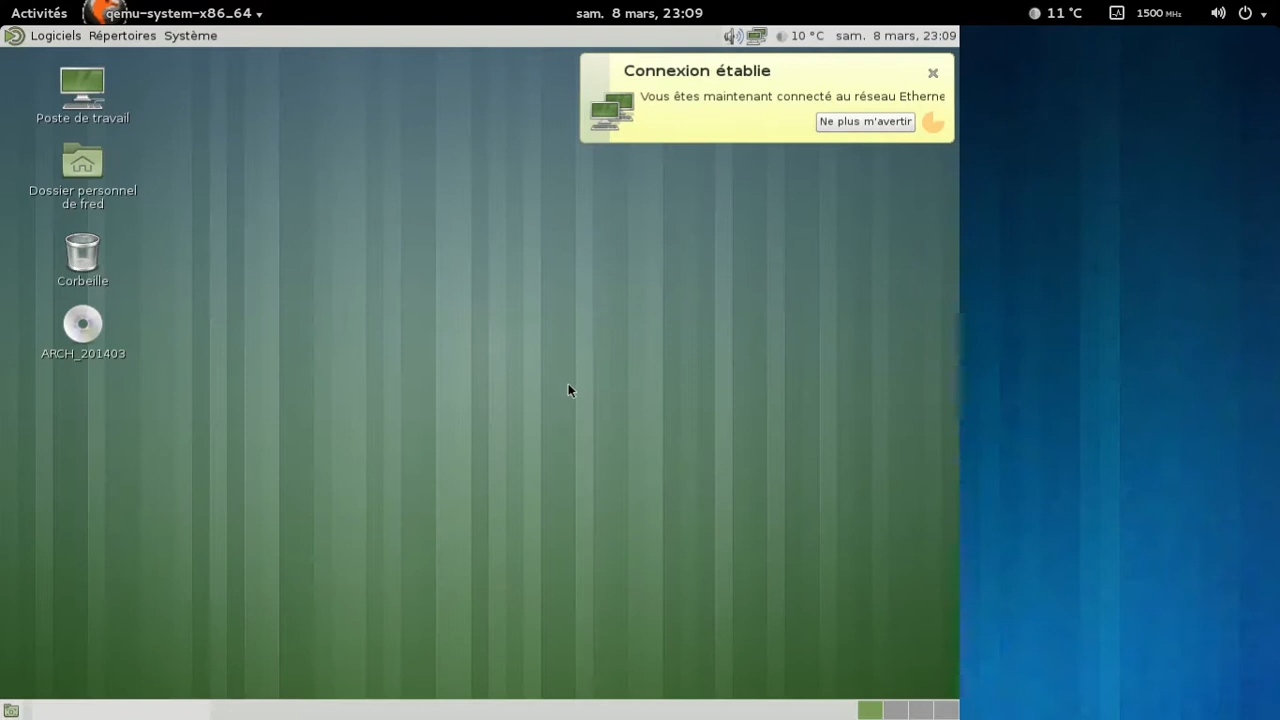 Activités qemu-system-x86_64 sam. 8 mars, 23:09 11 °C 1500 MHz
Logiciels Répertoires Système 10 °C sam. 8 mars, 23:09
Connexion établie
Vous êtes maintenant connecté au réseau Etherne
Ne plus m'avertir
Poste de travail
Dossier personnel
de fred
Corbeille
ARCH_201403